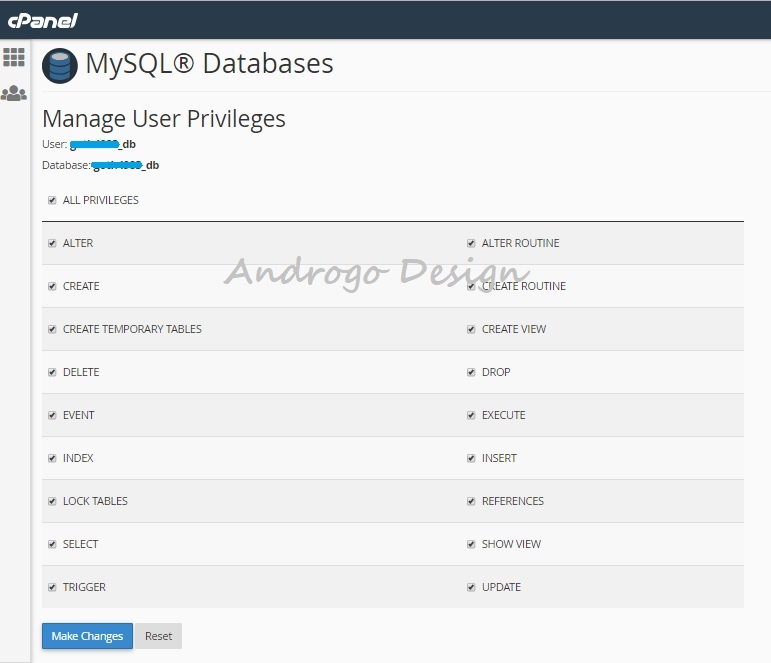 cPanel
MySQL® Databases
Manage User Privileges
User: _db
Database: _db
ALL PRIVILEGES
ALTER ALTER ROUTINE
Androgo Design
CREATE CREATE ROUTINE
CREATE TEMPORARY TABLES CREATE VIEW
DELETE DROP
EVENT EXECUTE
INDEX INSERT
LOCK TABLES REFERENCES
SELECT SHOW VIEW
TRIGGER UPDATE
Make Changes Reset